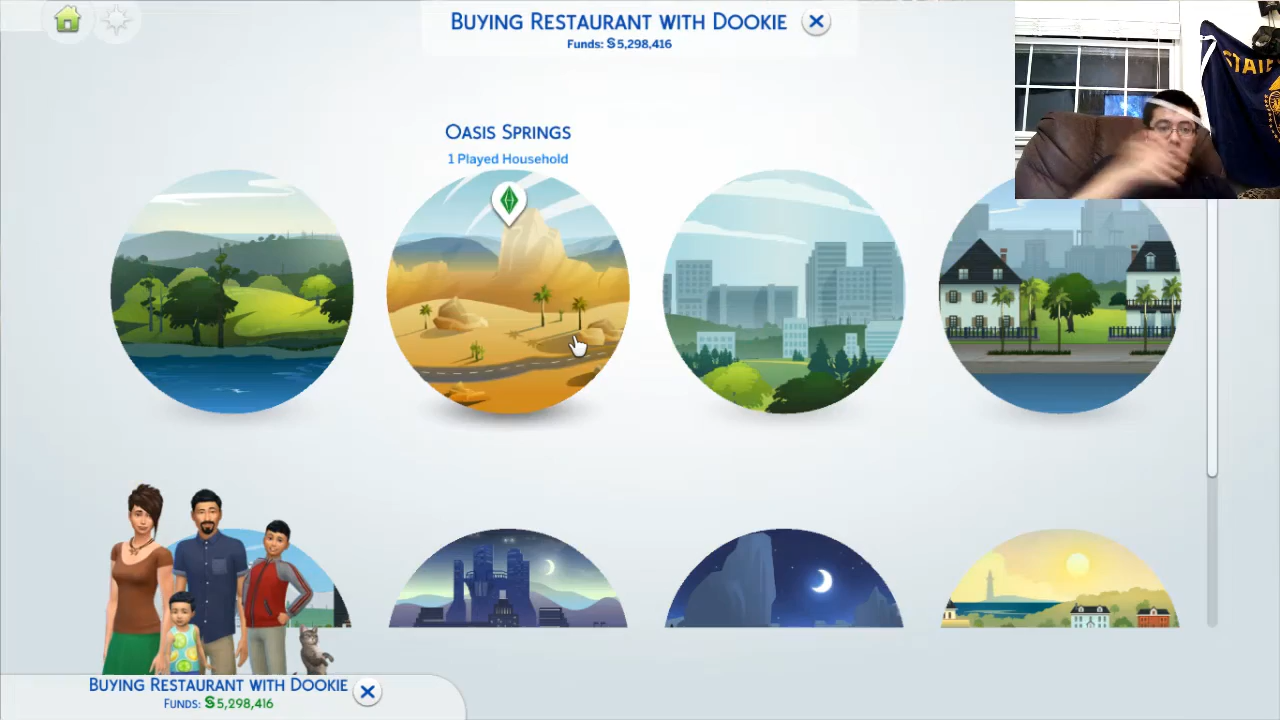 BUYING RESTAURANT WITH DOOKIE
Funds: §5,298,416
OASIS SPRINGS
1 Played Household
STATE
BUYING RESTAURANT WITH DOOKIE
FUNDS: §5,298,416